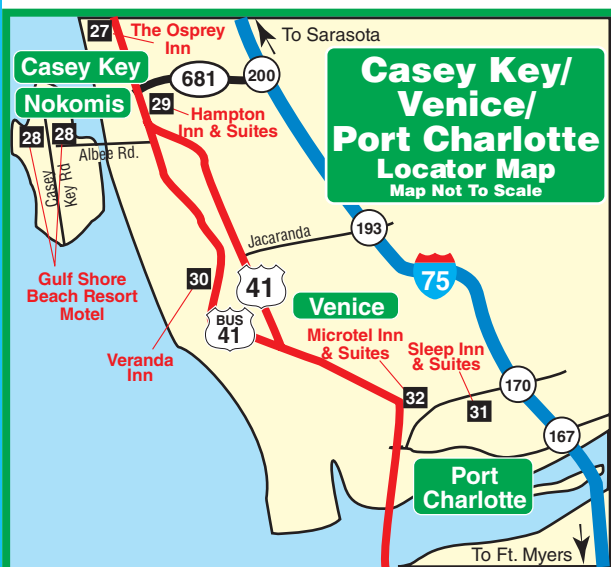 27
The Osprey
Inn
To Sarasota
Casey Key
681
200
Nokomis
29
Hampton
Inn & Suites
Casey Key/
Venice/
Port Charlotte
Locator Map
Map Not To Scale
28
28
Albee Rd.
Casey
Key Rd
Jacaranda
193
Gulf Shore
Beach Resort
Motel
30
41
75
BUS
41
Venice
Veranda
Inn
Microtel Inn
& Suites
Sleep Inn
& Suites
32
31
170
167
Port
Charlotte
To Ft. Myers